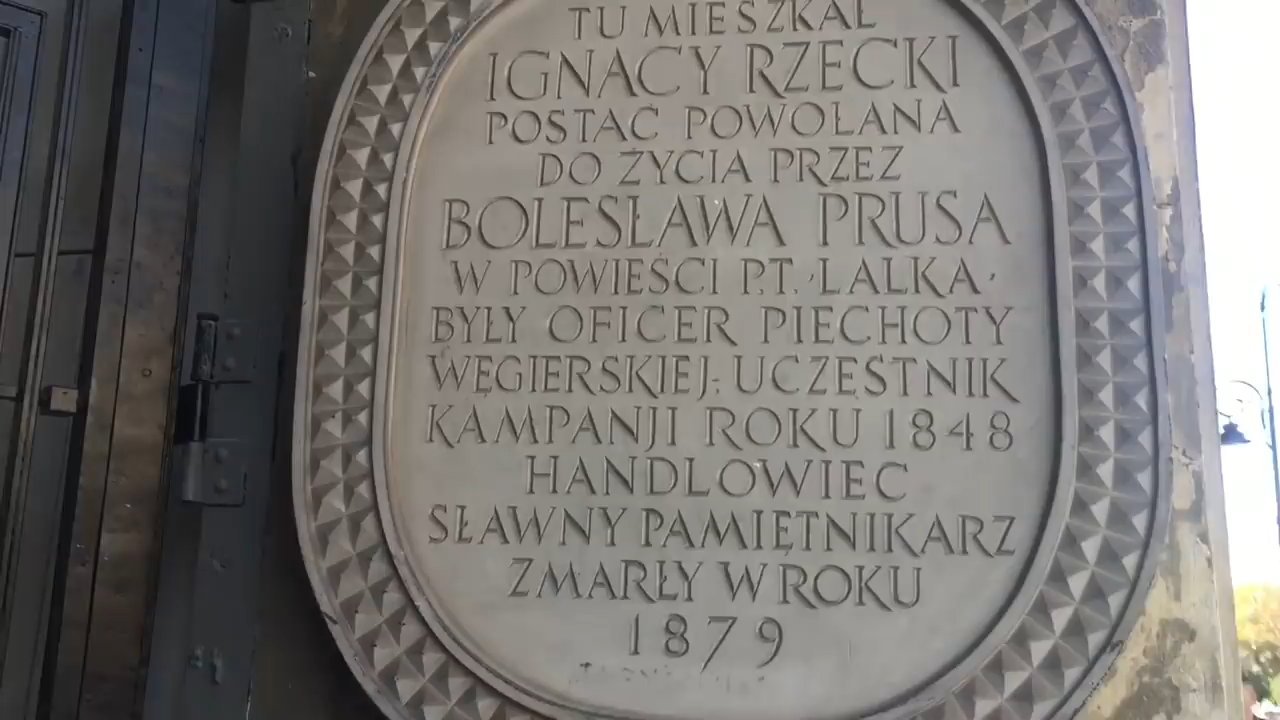 TU MIESZKAŁ
IGNACY RZECKI
POSTAĆ POWOŁANA
DO ŻYCIA PRZEZ
BOLESŁAWA PRUSA
W POWIEŚCI P.T. ·LALKA·
BYŁY OFICER PIECHOTY
WĘGIERSKIEJ· UCZESTNIK
KAMPANJI ROKU 1848
HANDLOWIEC
SŁAWNY PAMIĘTNIKARZ
ZMARŁY W ROKU
1879